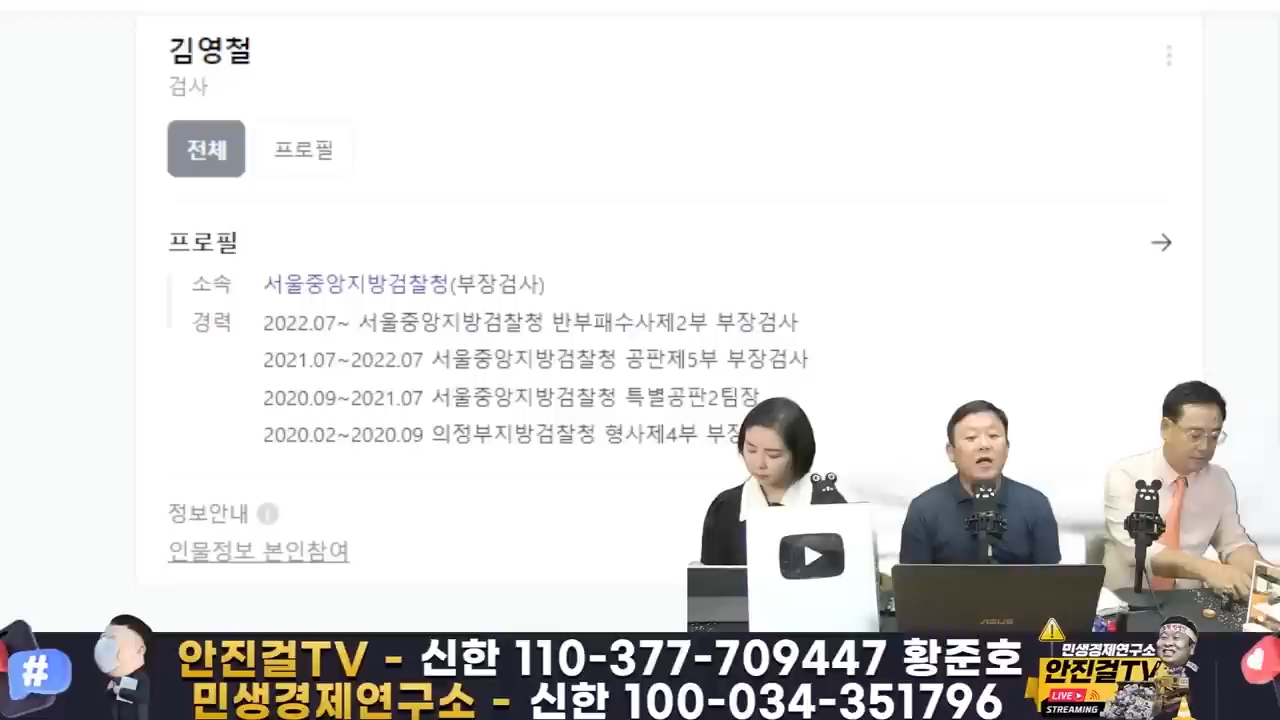 김영철
검사
전체 프로필
프로필
소속 서울중앙지방검찰청(부장검사)
경력 2022.07~ 서울중앙지방검찰청 반부패수사제2부 부장검사
2021.07~2022.07 서울중앙지방검찰청 공판제5부 부장검사
2020.09~2021.07 서울중앙지방검찰청 특별공판2팀장
2020.02~2020.09 의정부지방검찰청 형사제4부
정보안내
인물정보 본인참여
ASUS
#
안진걸TV - 신한 110-377-709447 황준호
민생경제연구소 - 신한 100-034-351796
민생경제연구소
안진걸TV
LIVE
STREAMING